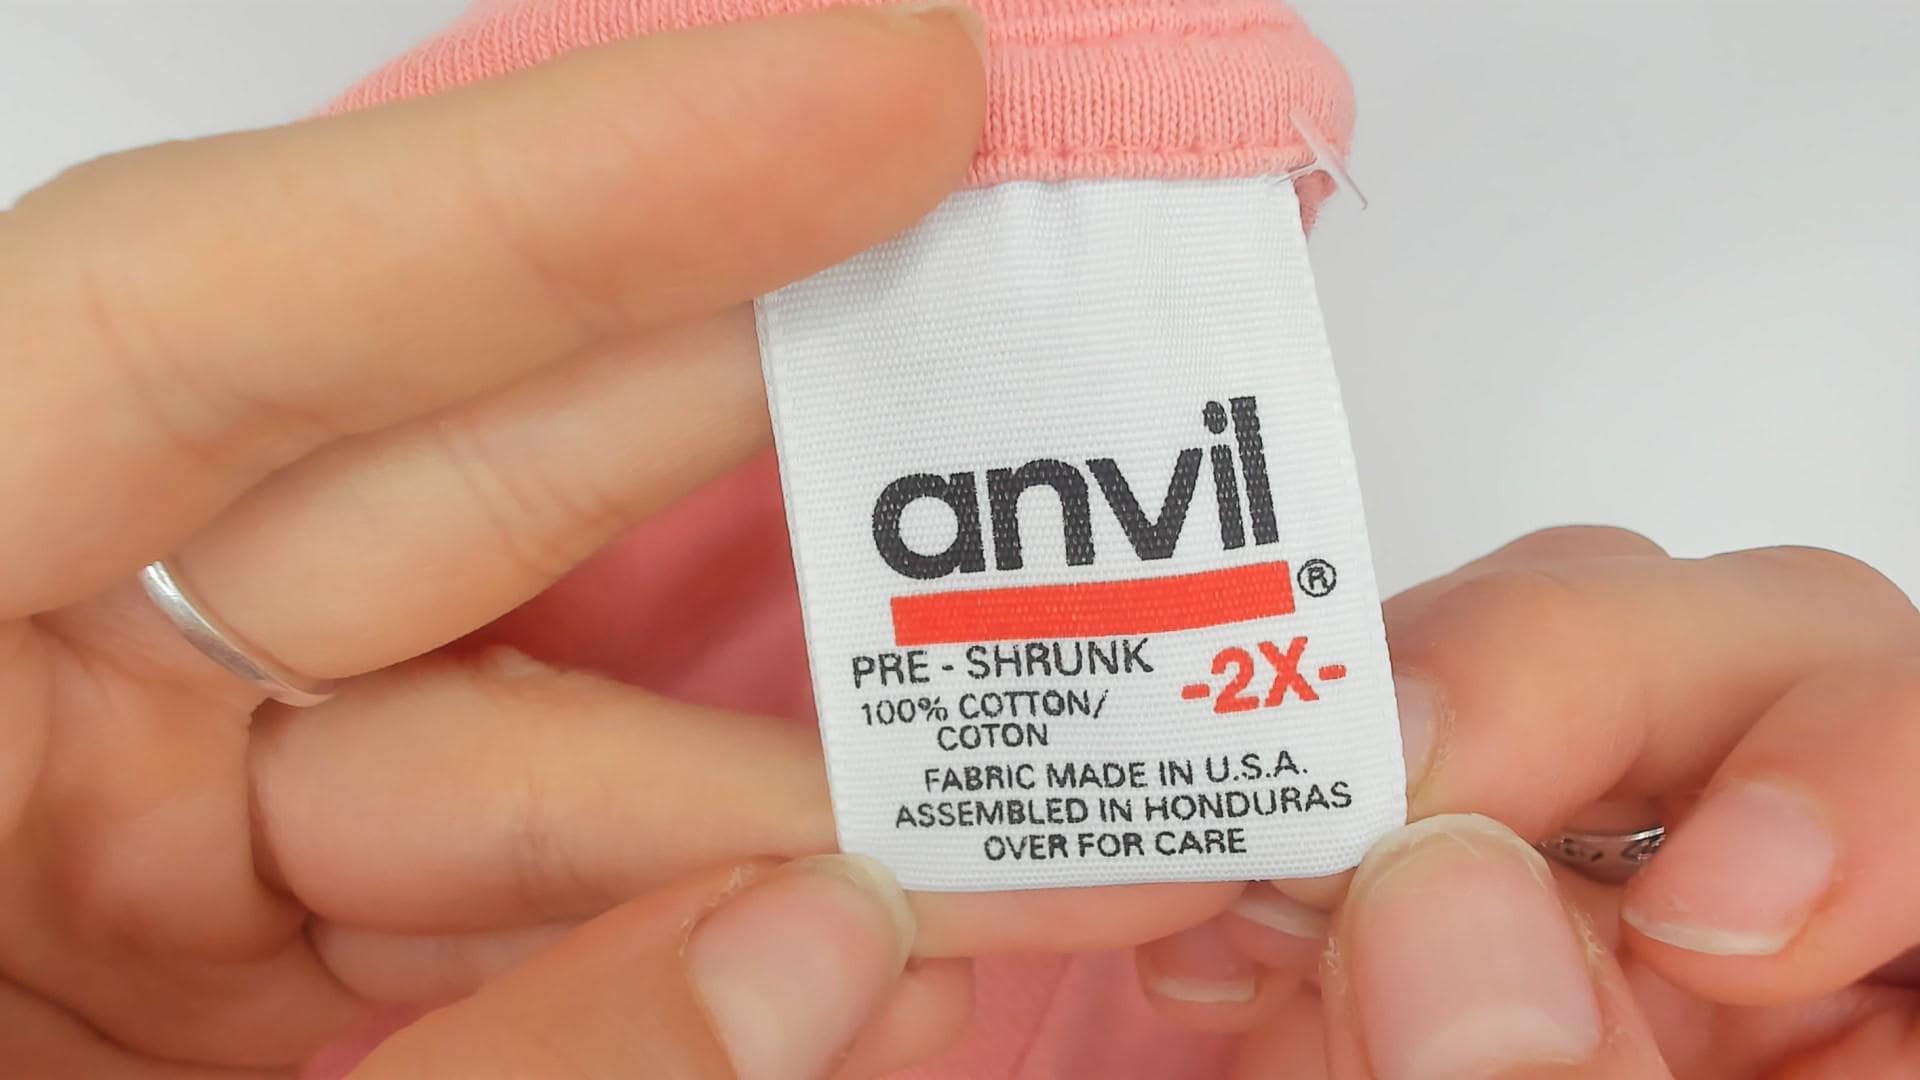 anvil®
PRE - SHRUNK
-2X-
100% COTTON/
COTON
FABRIC MADE IN U.S.A.
ASSEMBLED IN HONDURAS
OVER FOR CARE